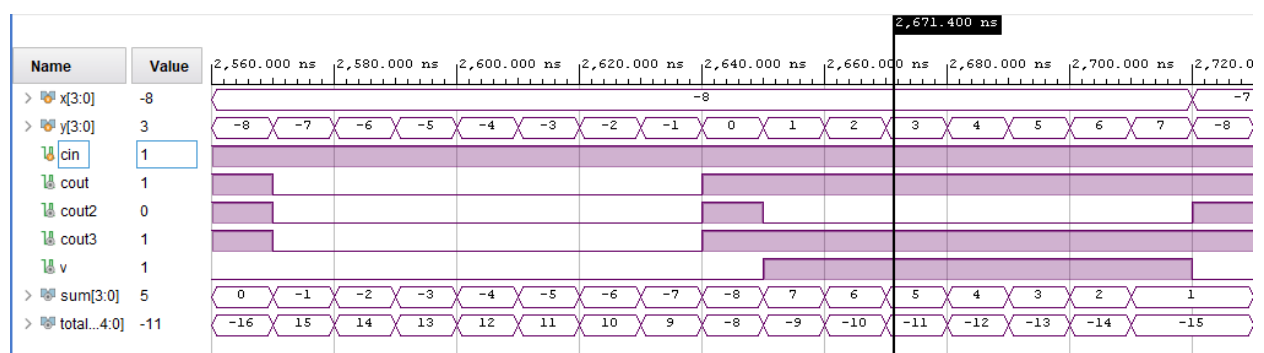 2,671.400 ns
Name Value 2,560.000 ns 2,580.000 ns 2,600.000 ns 2,620.000 ns 2,640.000 ns 2,660.000 ns 2,680.000 ns 2,700.000 ns 2,720.0
> x[3:0] -8 -8 -7
> y[3:0] 3 -8 -7 -6 -5 -4 -3 -2 -1 0 1 2 3 4 5 6 7 -8
cin 1
cout 1
cout2 0
cout3 1
v 1
> sum[3:0] 5 0 -1 -2 -3 -4 -5 -6 -7 -8 7 6 5 4 3 2 1
> total...4:0] -11 -16 15 14 13 12 11 10 9 -8 -9 -10 -11 -12 -13 -14 -15